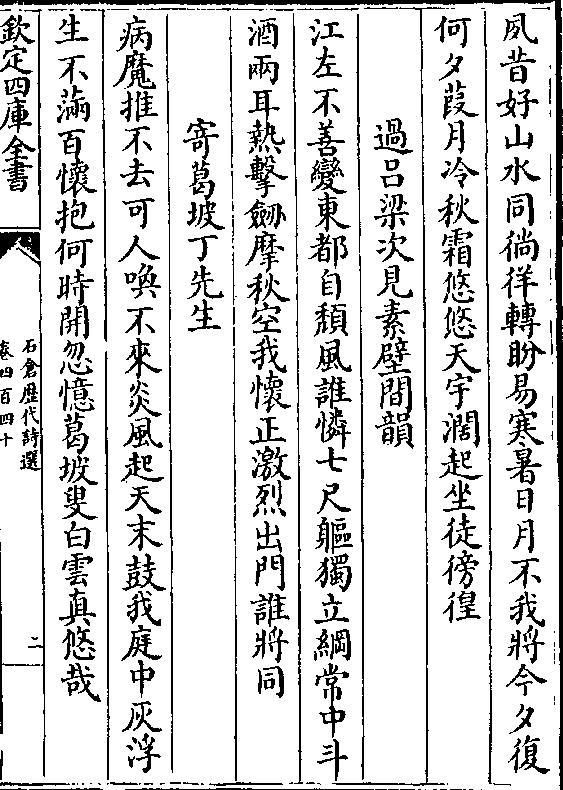 夙昔好山水同徜徉轉盻易寒暑日月不我將今夕復
何夕葭月冷秋霜悠悠天宇濶起坐徒徬徨
過呂梁次見素壁間韻
江左不善變東都自頽風誰憐七尺軀獨立綱常中斗
酒兩耳熱擊劒摩秋空我懷正激烈出門誰將同
寄葛坡丁先生
病魔推不去可人喚不來炎風起天末鼓我庭中灰浮
生不滿百懷抱何時開忽憶葛坡叟白雲真悠哉
欽定四庫全書
石倉歷代詩選
卷四百四十
二